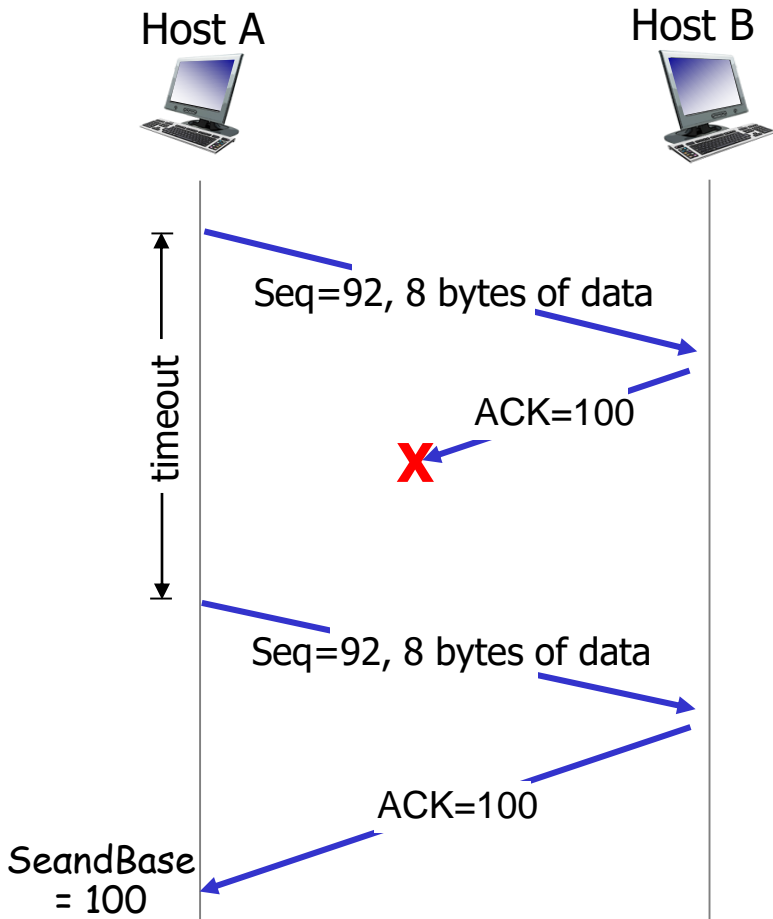 Host A
Host B
Seq=92, 8 bytes of data
ACK=100
X
timeout
Seq=92, 8 bytes of data
ACK=100
SeandBase
= 100